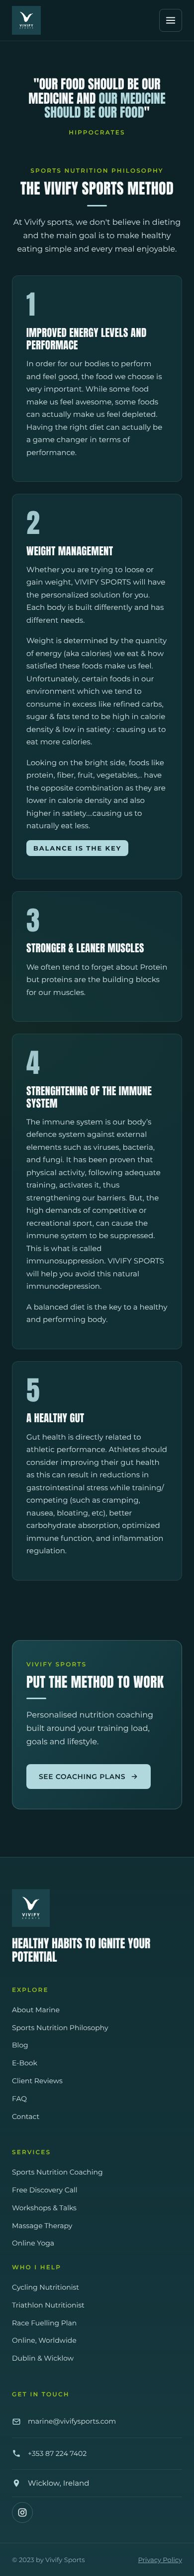 VIVIFY
SPORTS
"OUR FOOD SHOULD BE OUR
MEDICINE AND OUR MEDICINE
SHOULD BE OUR FOOD"
HIPPOCRATES
SPORTS NUTRITION PHILOSOPHY
THE VIVIFY SPORTS METHOD
At Vivify sports, we don't believe in dieting
and the main goal is to make healthy
eating simple and every meal enjoyable.
1
IMPROVED ENERGY LEVELS AND
PERFORMACE
In order for our bodies to perform
and feel good, the food we choose is
very important. While some food
make us feel awesome, some foods
can actually make us feel depleted.
Having the right diet can actually be
a game changer in terms of
performance.
2
WEIGHT MANAGEMENT
Whether you are trying to loose or
gain weight, VIVIFY SPORTS will have
the personalized solution for you.
Each body is built differently and has
different needs.
Weight is determined by the quantity
of energy (aka calories) we eat & how
satisfied these foods make us feel.
Unfortunately, certain foods in our
environment which we tend to
consume in excess like refined carbs,
sugar & fats tend to be high in calorie
density & low in satiety : causing us to
eat more calories.
Looking on the bright side, foods like
protein, fiber, fruit, vegetables,.. have
the opposite combination as they are
lower in calorie density and also
higher in satiety....causing us to
naturally eat less.
BALANCE IS THE KEY
3
STRONGER & LEANER MUSCLES
We often tend to forget about Protein
but proteins are the building blocks
for our muscles.
4
STRENGHTENING OF THE IMMUNE
SYSTEM
The immune system is our body's
defence system against external
elements such as viruses, bacteria,
and fungi. It has been proven that
physical activity, following adequate
training, activates it, thus
strengthening our barriers. But, the
high demands of competitive or
recreational sport, can cause the
immune system to be suppressed.
This is what is called
immunosuppression. VIVIFY SPORTS
will help you avoid this natural
immunodepression.
A balanced diet is the key to a healthy
and performing body.
5
A HEALTHY GUT
Gut health is directly related to
athletic performance. Athletes should
consider improving their gut health
as this can result in reductions in
gastrointestinal stress while training/
competing (such as cramping,
nausea, bloating, etc), better
carbohydrate absorption, optimized
immune function, and inflammation
regulation.
VIVIFY SPORTS
PUT THE METHOD TO WORK
Personalised nutrition coaching
built around your training load,
goals and lifestyle.
SEE COACHING PLANS →
VIVIFY
SPORTS
HEALTHY HABITS TO IGNITE YOUR
POTENTIAL
EXPLORE
About Marine
Sports Nutrition Philosophy
Blog
E-Book
Client Reviews
FAQ
Contact
SERVICES
Sports Nutrition Coaching
Free Discovery Call
Workshops & Talks
Massage Therapy
Online Yoga
WHO I HELP
Cycling Nutritionist
Triathlon Nutritionist
Race Fuelling Plan
Online, Worldwide
Dublin & Wicklow
GET IN TOUCH
marine@vivifysports.com
+353 87 224 7402
Wicklow, Ireland
© 2023 by Vivify Sports
Privacy Policy